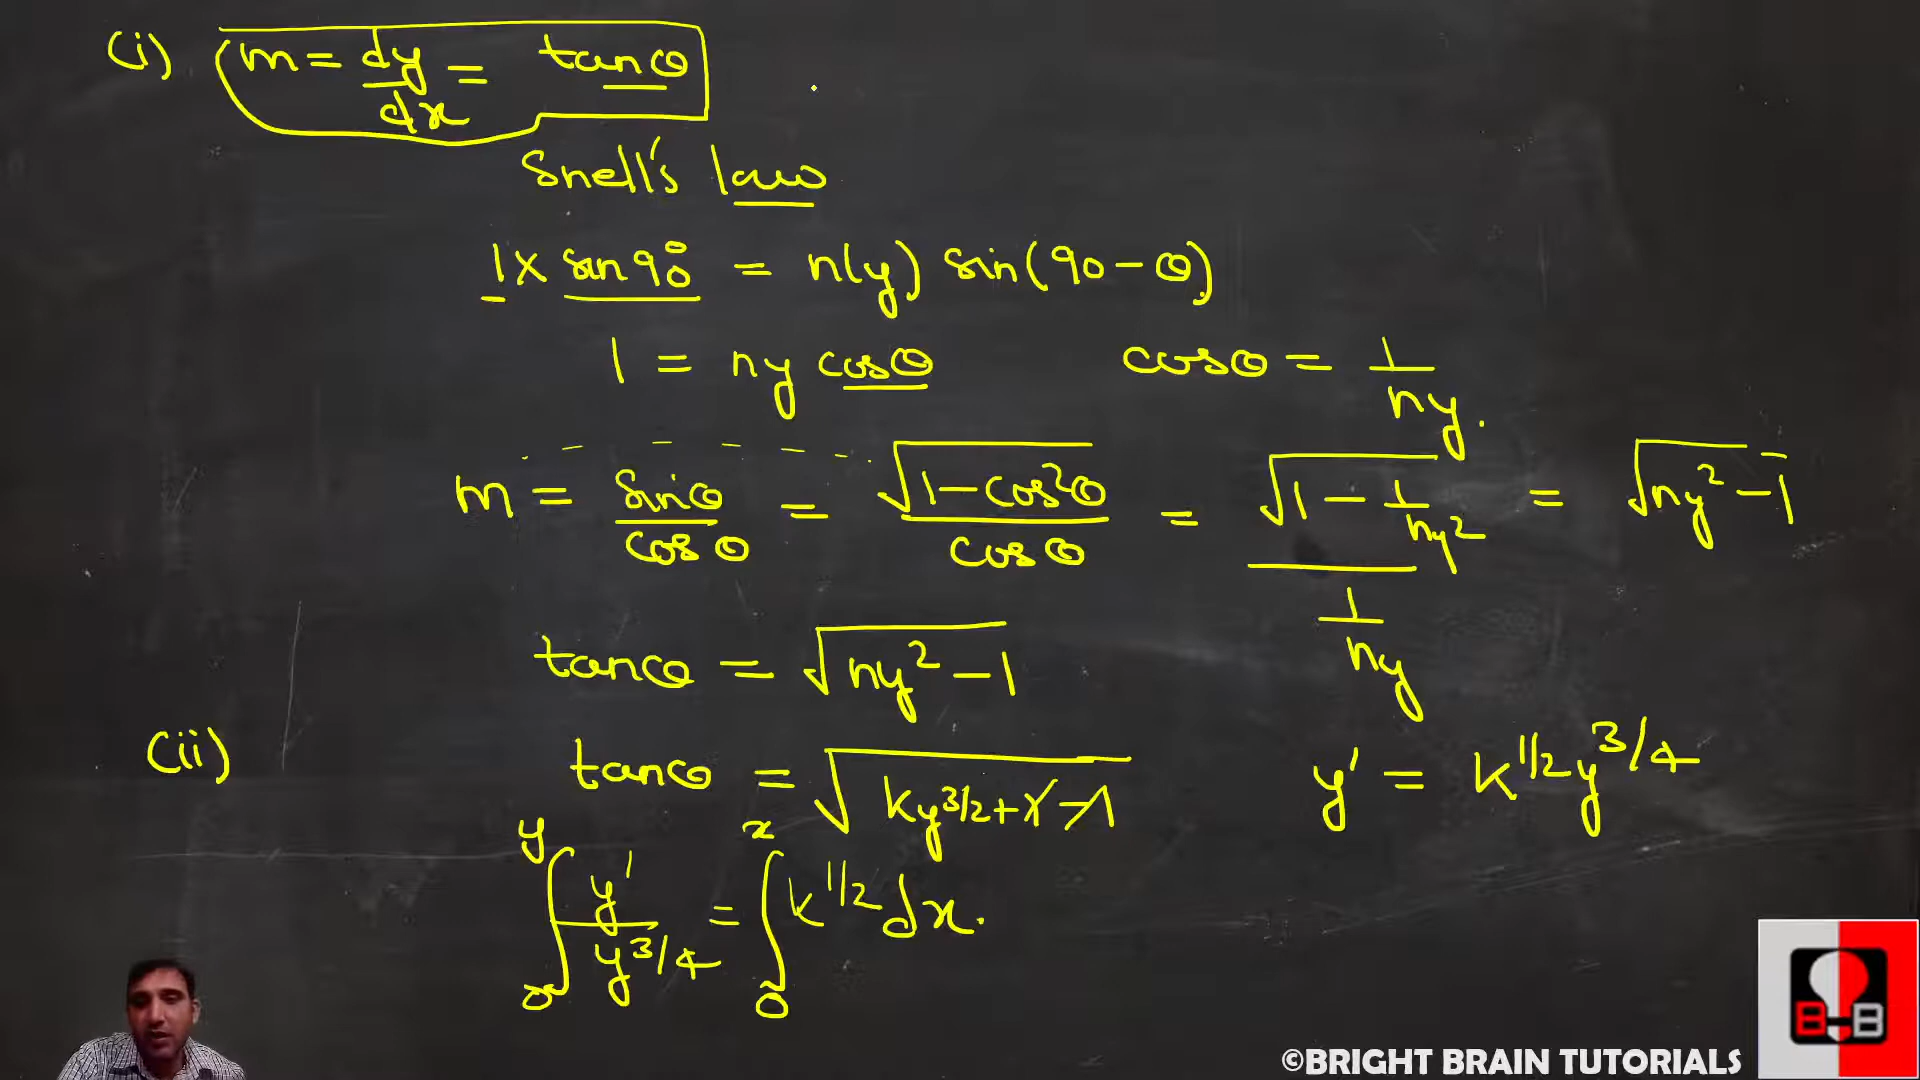 (i) m = dy/dx = tanθ
Snell's law
1 x sin 90° = n(y) sin(90 - θ)
1 = ny cosθ cosθ = 1/ny.
m = sinθ/cosθ = √(1-cos²θ)/cosθ = √(1 - 1/ny²)/(1/ny) = √(ny² - 1)
tanθ = √(ny² - 1)
(ii) tanθ = √(ky^3/2 + 1 - 1) y' = k^1/2 y^3/4
∫₀^y y'/y^3/4 = ∫₀^x k^1/2 dx.
B-B
©BRIGHT BRAIN TUTORIALS